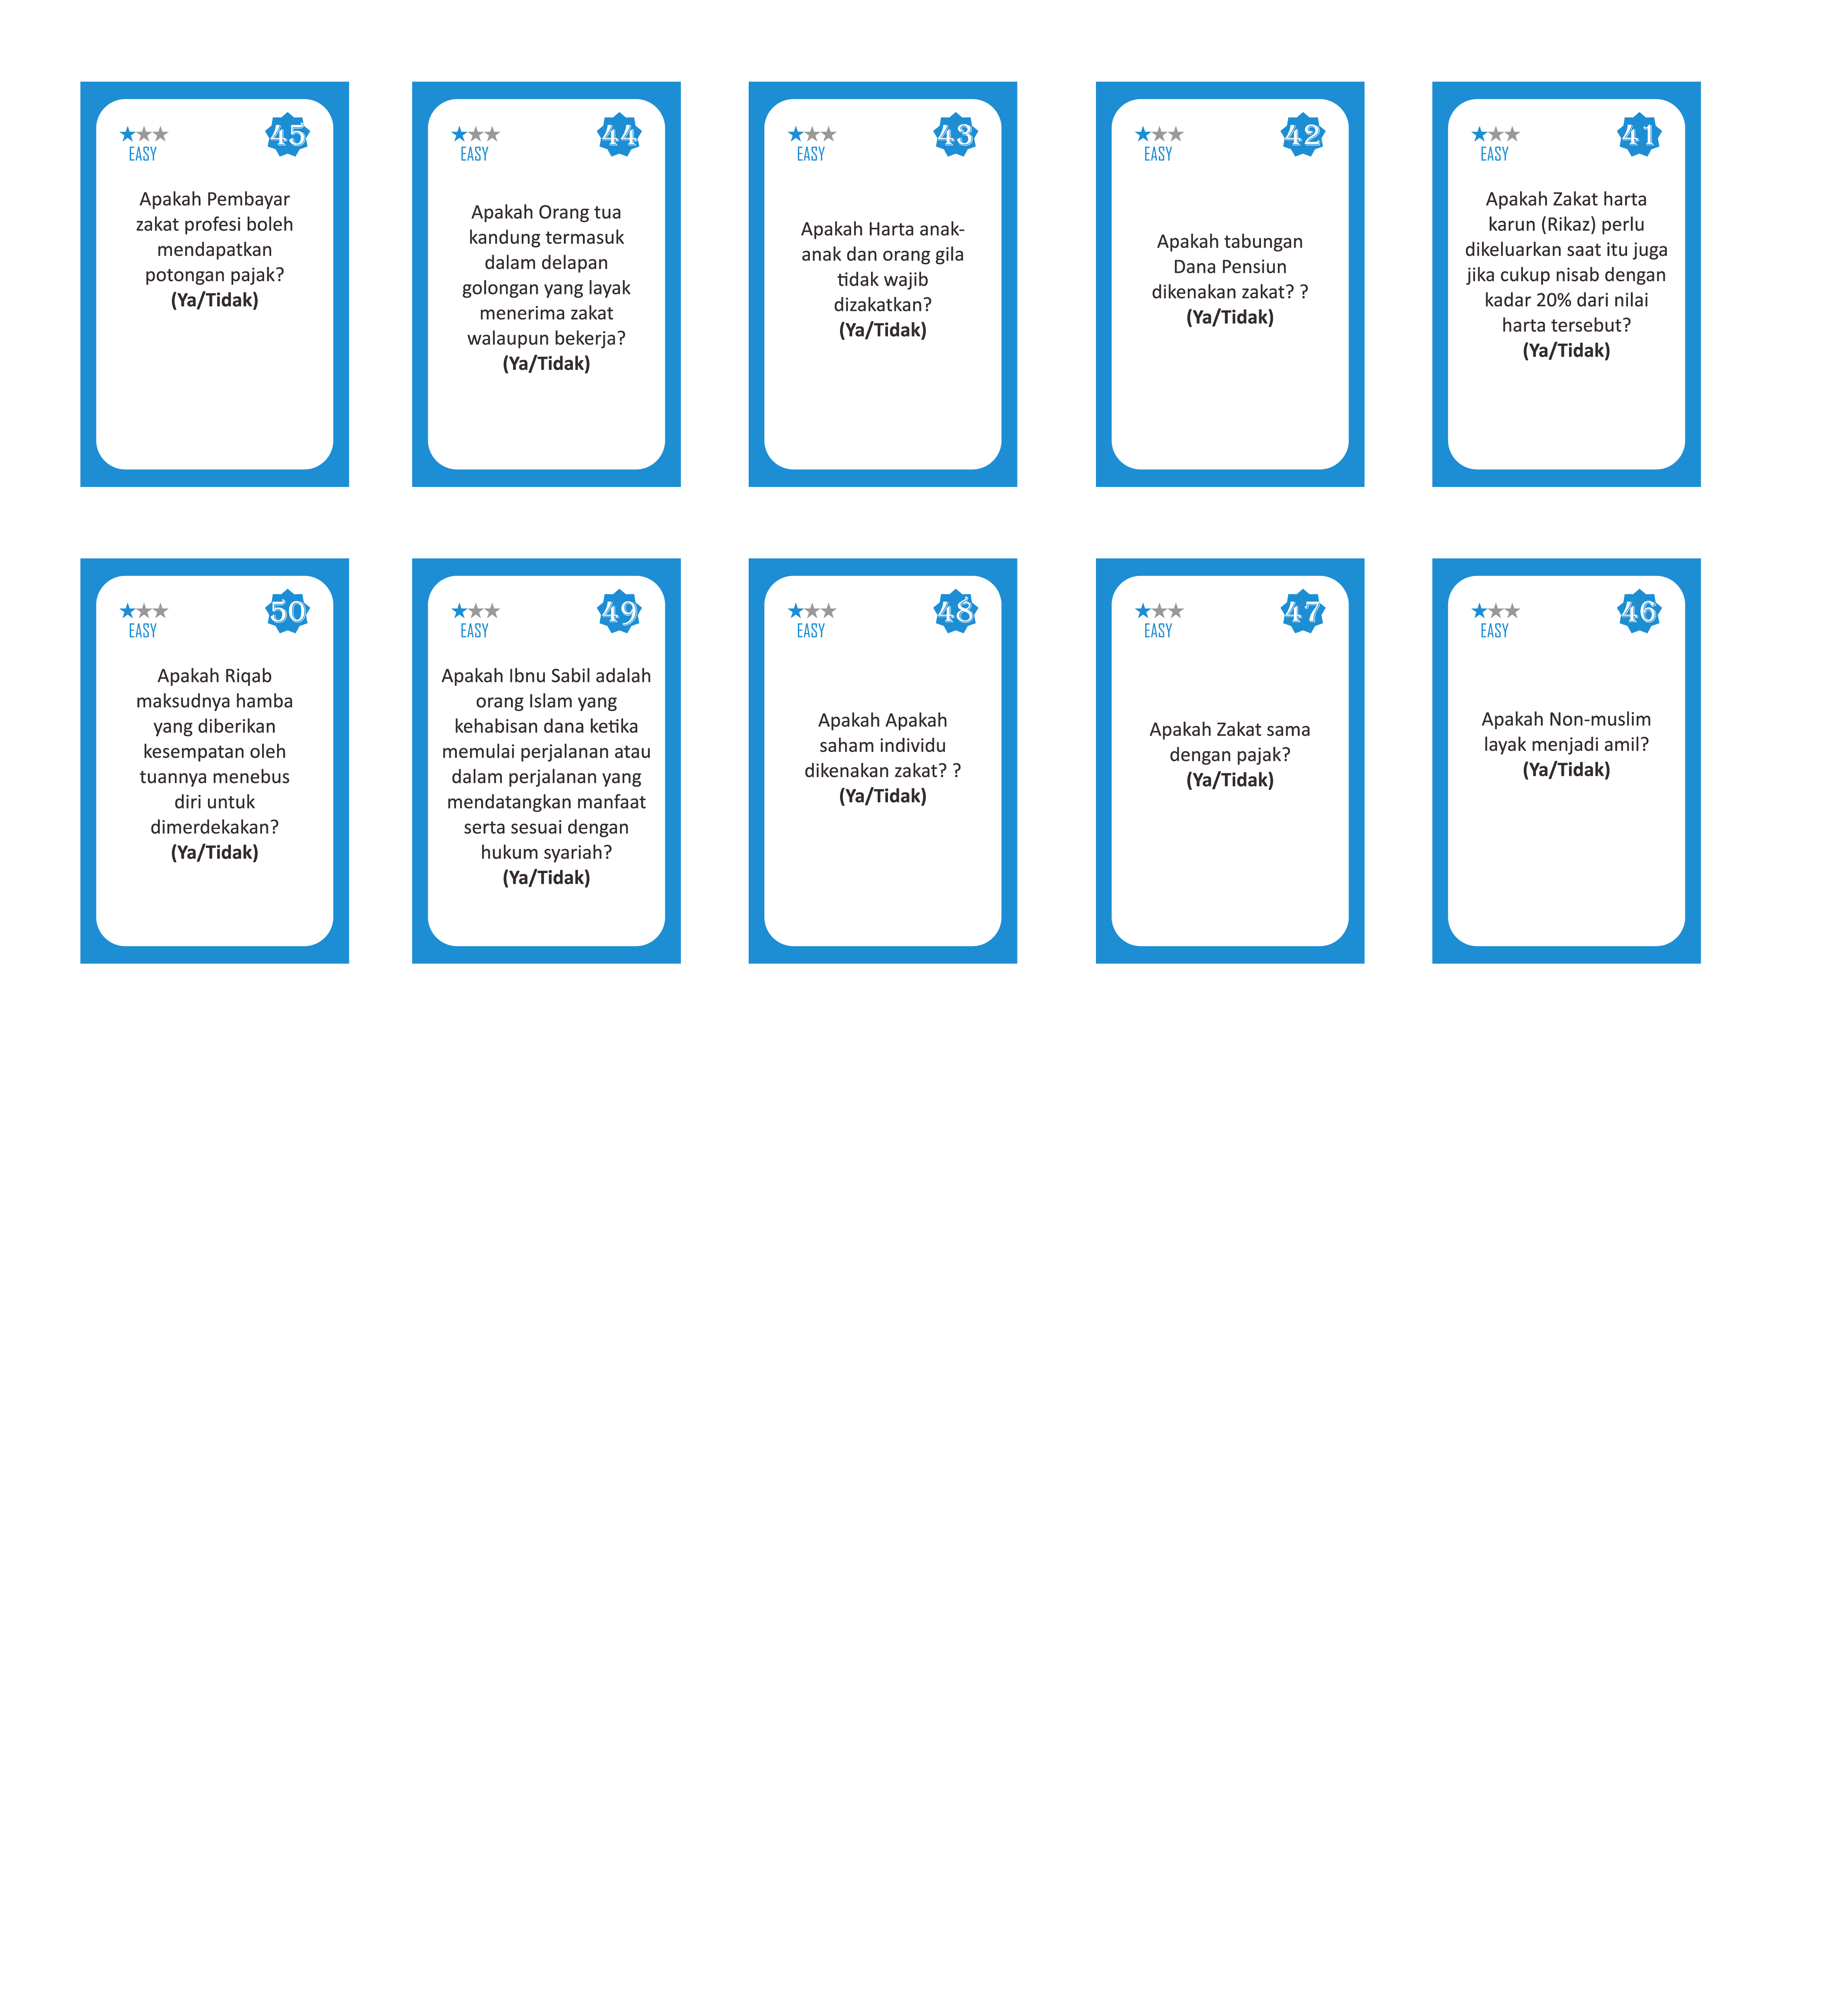 45
EASY
Apakah Pembayar
zakat profesi boleh
mendapatkan
potongan pajak?
(Ya/Tidak)
44
EASY
Apakah Orang tua
kandung termasuk
dalam delapan
golongan yang layak
menerima zakat
walaupun bekerja?
(Ya/Tidak)
43
EASY
Apakah Harta anak-
anak dan orang gila
tidak wajib
dizakatkan?
(Ya/Tidak)
42
EASY
Apakah tabungan
Dana Pensiun
dikenakan zakat? ?
(Ya/Tidak)
41
EASY
Apakah Zakat harta
karun (Rikaz) perlu
dikeluarkan saat itu juga
jika cukup nisab dengan
kadar 20% dari nilai
harta tersebut?
(Ya/Tidak)
50
EASY
Apakah Riqab
maksudnya hamba
yang diberikan
kesempatan oleh
tuannya menebus
diri untuk
dimerdekakan?
(Ya/Tidak)
49
EASY
Apakah Ibnu Sabil adalah
orang Islam yang
kehabisan dana ketika
memulai perjalanan atau
dalam perjalanan yang
mendatangkan manfaat
serta sesuai dengan
hukum syariah?
(Ya/Tidak)
48
EASY
Apakah Apakah
saham individu
dikenakan zakat? ?
(Ya/Tidak)
47
EASY
Apakah Zakat sama
dengan pajak?
(Ya/Tidak)
46
EASY
Apakah Non-muslim
layak menjadi amil?
(Ya/Tidak)